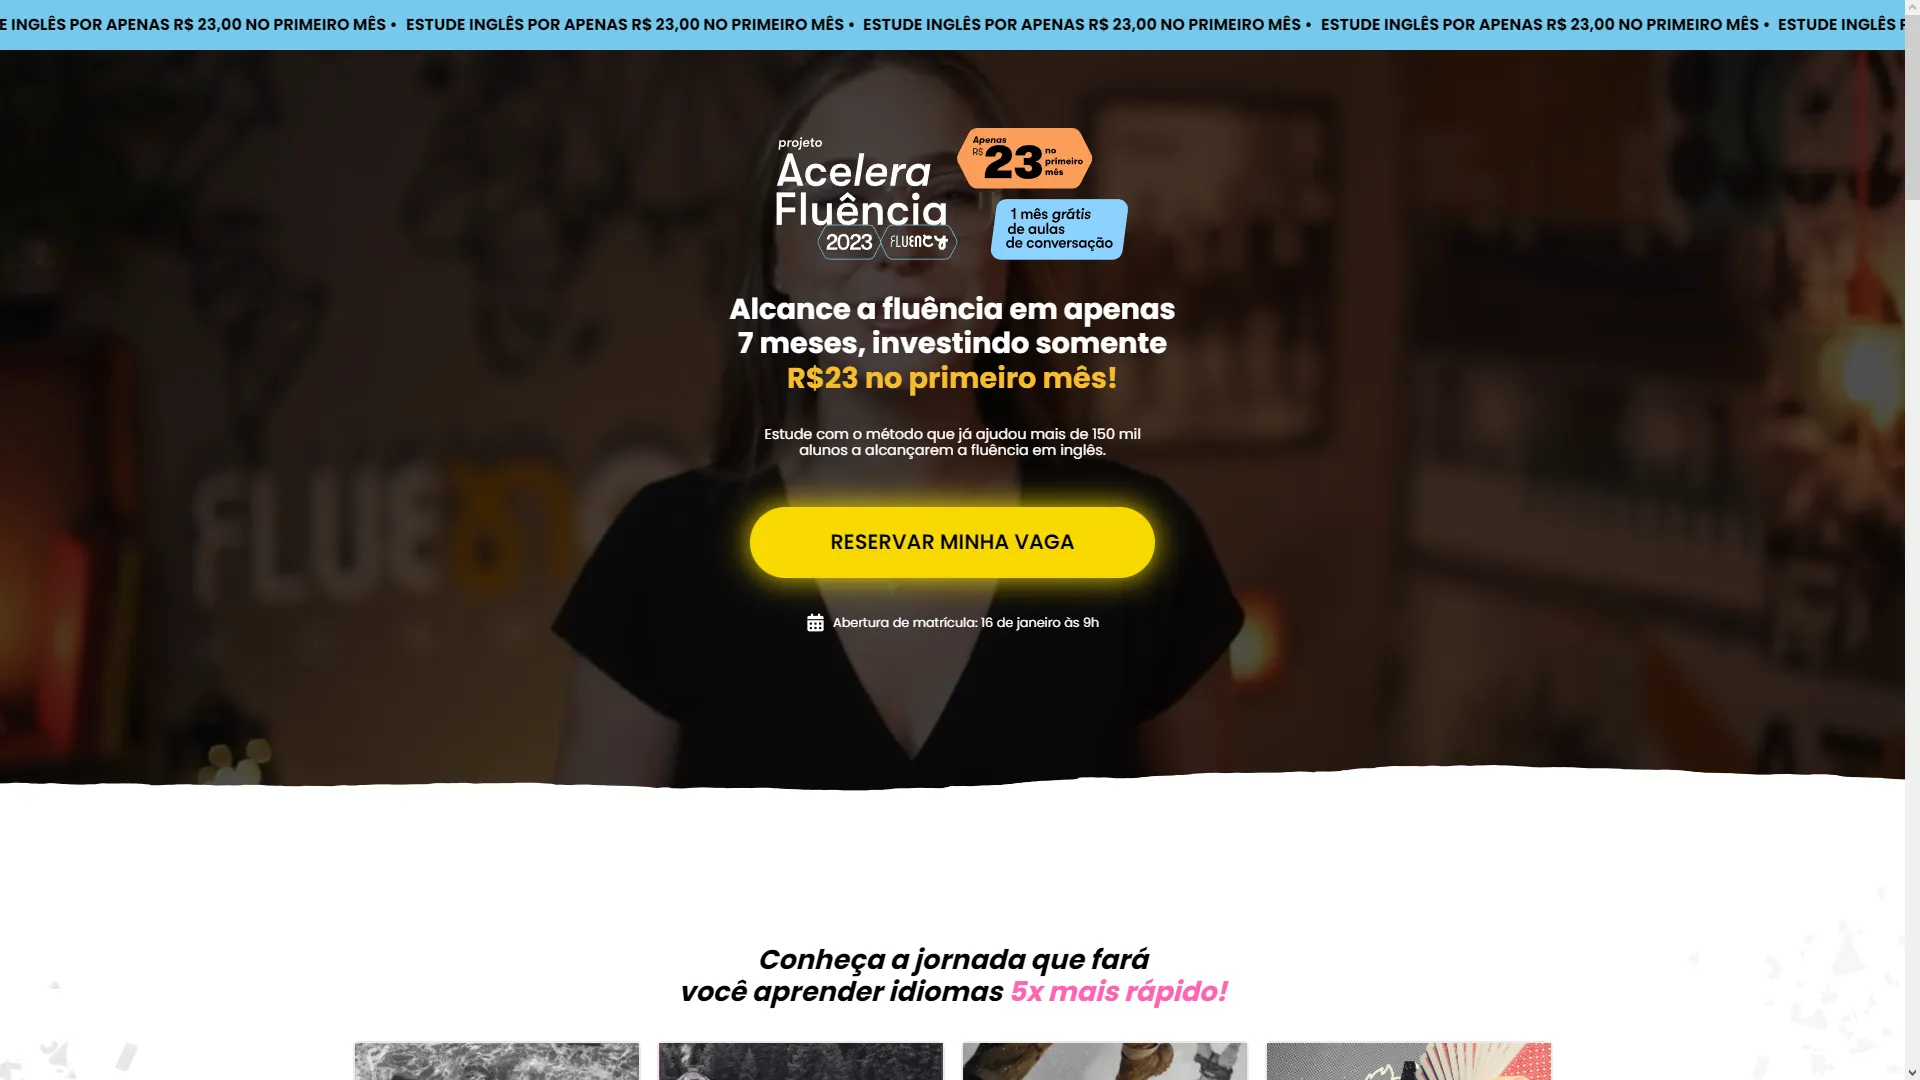 E INGLÊS POR APENAS R$ 23,00 NO PRIMEIRO MÊS • ESTUDE INGLÊS POR APENAS R$ 23,00 NO PRIMEIRO MÊS • ESTUDE INGLÊS POR APENAS R$ 23,00 NO PRIMEIRO MÊS • ESTUDE INGLÊS POR APENAS R$ 23,00 NO PRIMEIRO MÊS • ESTUDE INGLÊS P
projeto
Acelera
Fluência
2023 FLUENCY
Apenas
R$ 23 no primeiro mês
1 mês grátis
de aulas
de conversação
Alcance a fluência em apenas
7 meses, investindo somente
R$23 no primeiro mês!
Estude com o método que já ajudou mais de 150 mil
alunos a alcançarem a fluência em inglês.
RESERVAR MINHA VAGA
Abertura de matrícula: 16 de janeiro às 9h
FLUEN
Conheça a jornada que fará
você aprender idiomas 5x mais rápido!